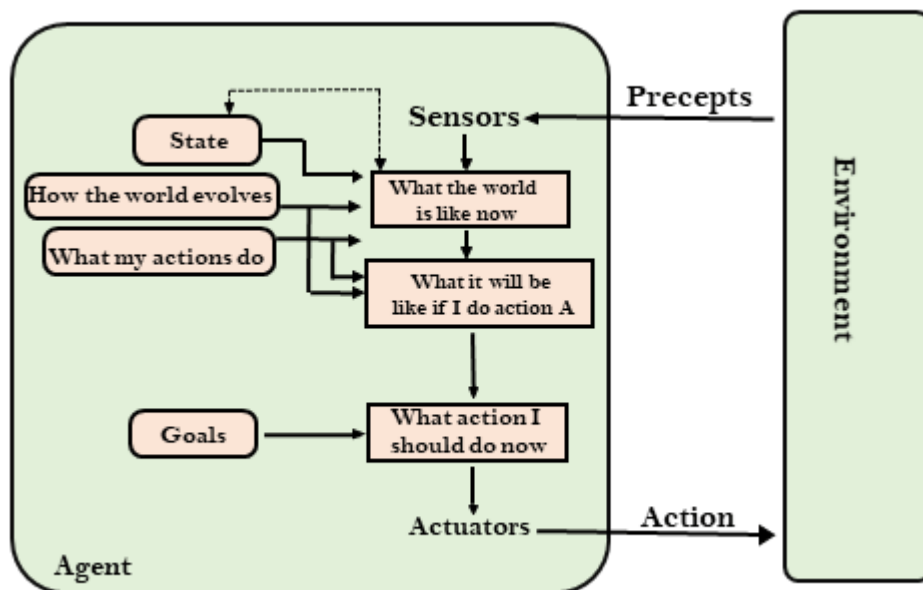 Precepts
Sensors
State
What the world
is like now
How the world evolves
What my actions do
What it will be
like if I do action A
Environment
Goals
What action I
should do now
Actuators
Action
Agent